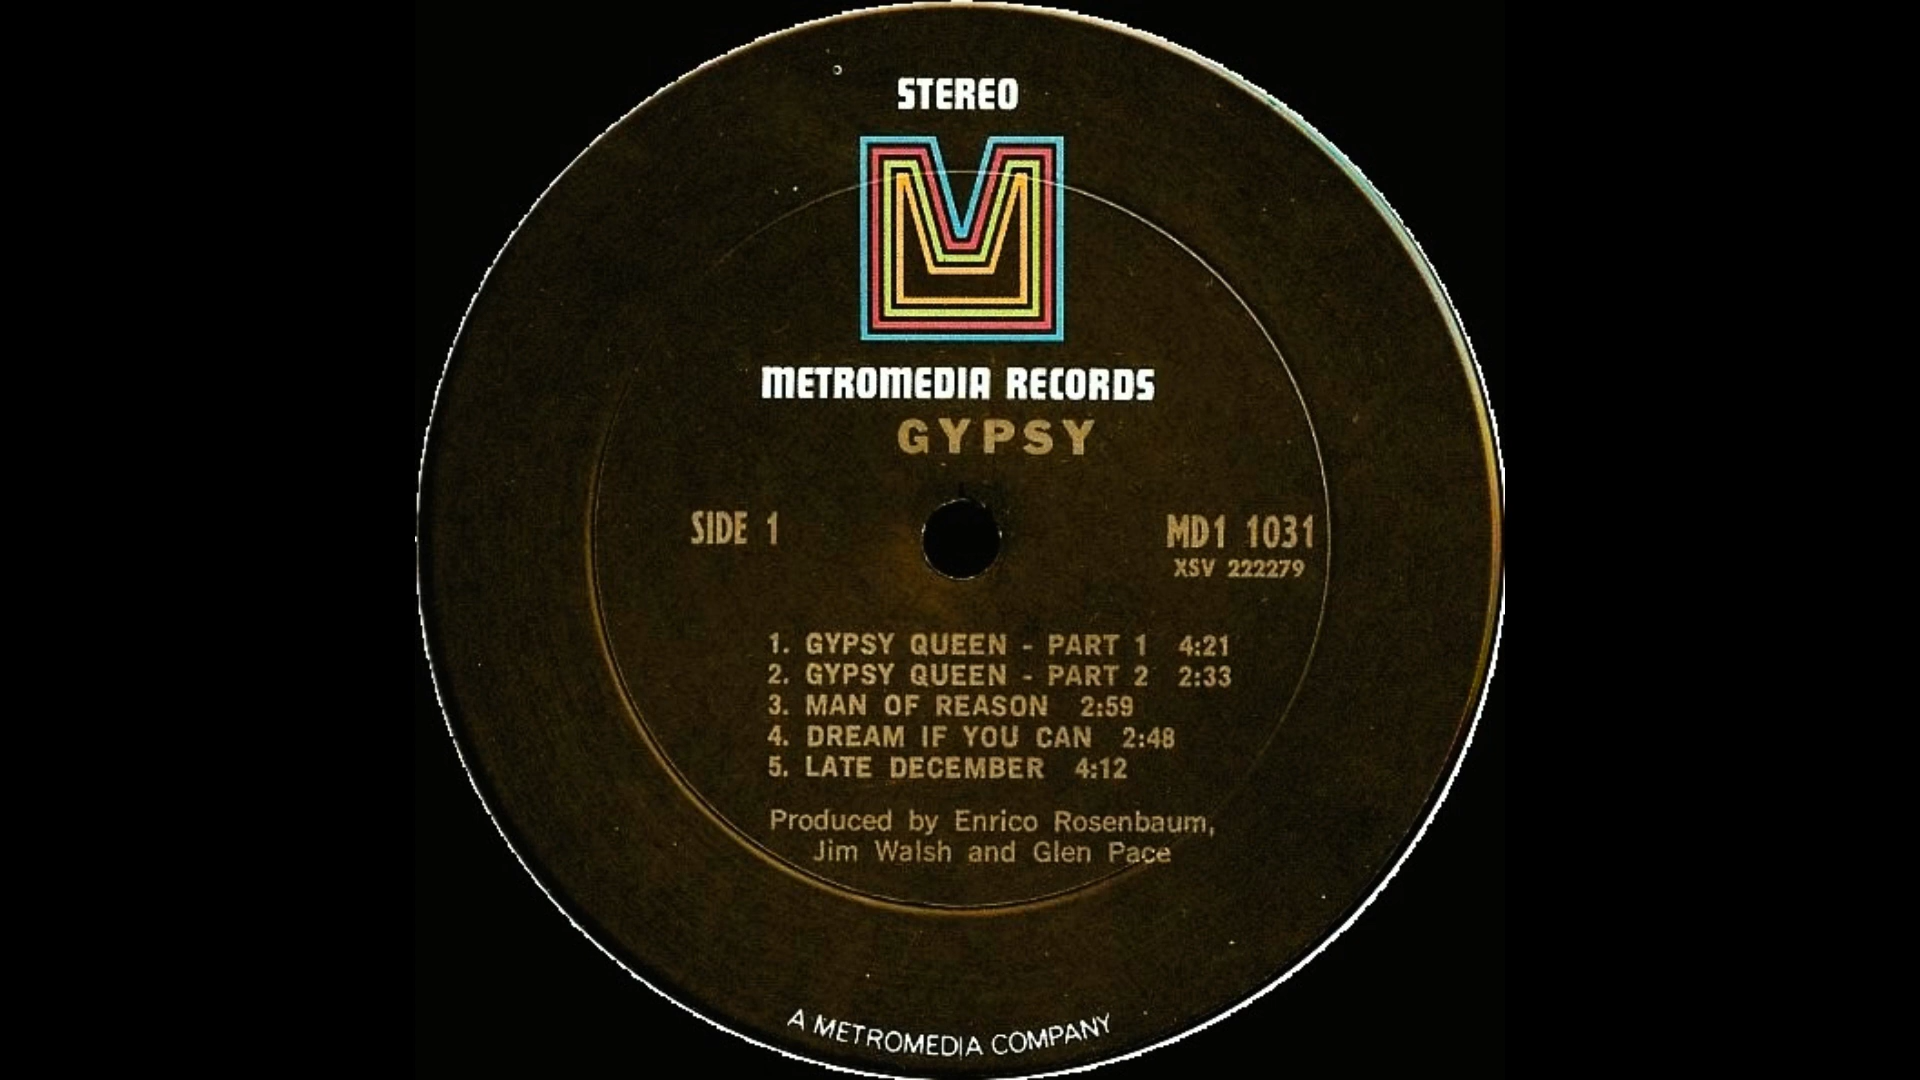 STEREO
METROMEDIA RECORDS
GYPSY
SIDE 1
MD1 1031
XSV 222279
1. GYPSY QUEEN - PART 1 4:21
2. GYPSY QUEEN - PART 2 2:33
3. MAN OF REASON 2:59
4. DREAM IF YOU CAN 2:48
5. LATE DECEMBER 4:12
Produced by Enrico Rosenbaum,
Jim Walsh and Glen Pace
A METROMEDIA COMPANY